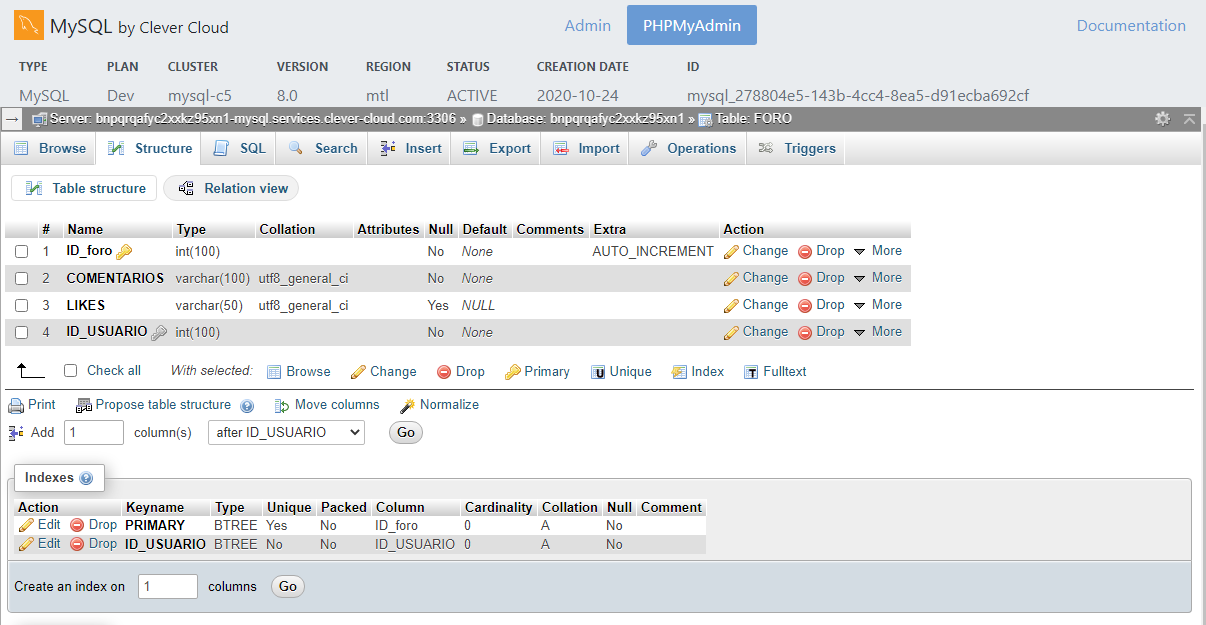 MySQL by Clever Cloud Admin PHPMyAdmin Documentation
TYPE PLAN CLUSTER VERSION REGION STATUS CREATION DATE ID
MySQL Dev mysql-c5 8.0 mtl ACTIVE 2020-10-24 mysql_278804e5-143b-4cc4-8ea5-d91ecba692cf
Server: bnpqrqafyc2xxkz95xn1-mysql.services.clever-cloud.com:3306 » Database: bnpqrqafyc2xxkz95xn1 » Table: FORO
Browse Structure SQL Search Insert Export Import Operations Triggers
Table structure Relation view
# Name Type Collation Attributes Null Default Comments Extra Action
1 ID_foro int(100) No None AUTO_INCREMENT Change Drop More
2 COMENTARIOS varchar(100) utf8_general_ci No None Change Drop More
3 LIKES varchar(50) utf8_general_ci Yes NULL Change Drop More
4 ID_USUARIO int(100) No None Change Drop More
Check all With selected: Browse Change Drop Primary Unique Index Fulltext
Print Propose table structure Move columns Normalize
Add 1 column(s) after ID_USUARIO Go
Indexes
Action Keyname Type Unique Packed Column Cardinality Collation Null Comment
Edit Drop PRIMARY BTREE Yes No ID_foro 0 A No
Edit Drop ID_USUARIO BTREE No No ID_USUARIO 0 A No
Create an index on 1 columns Go